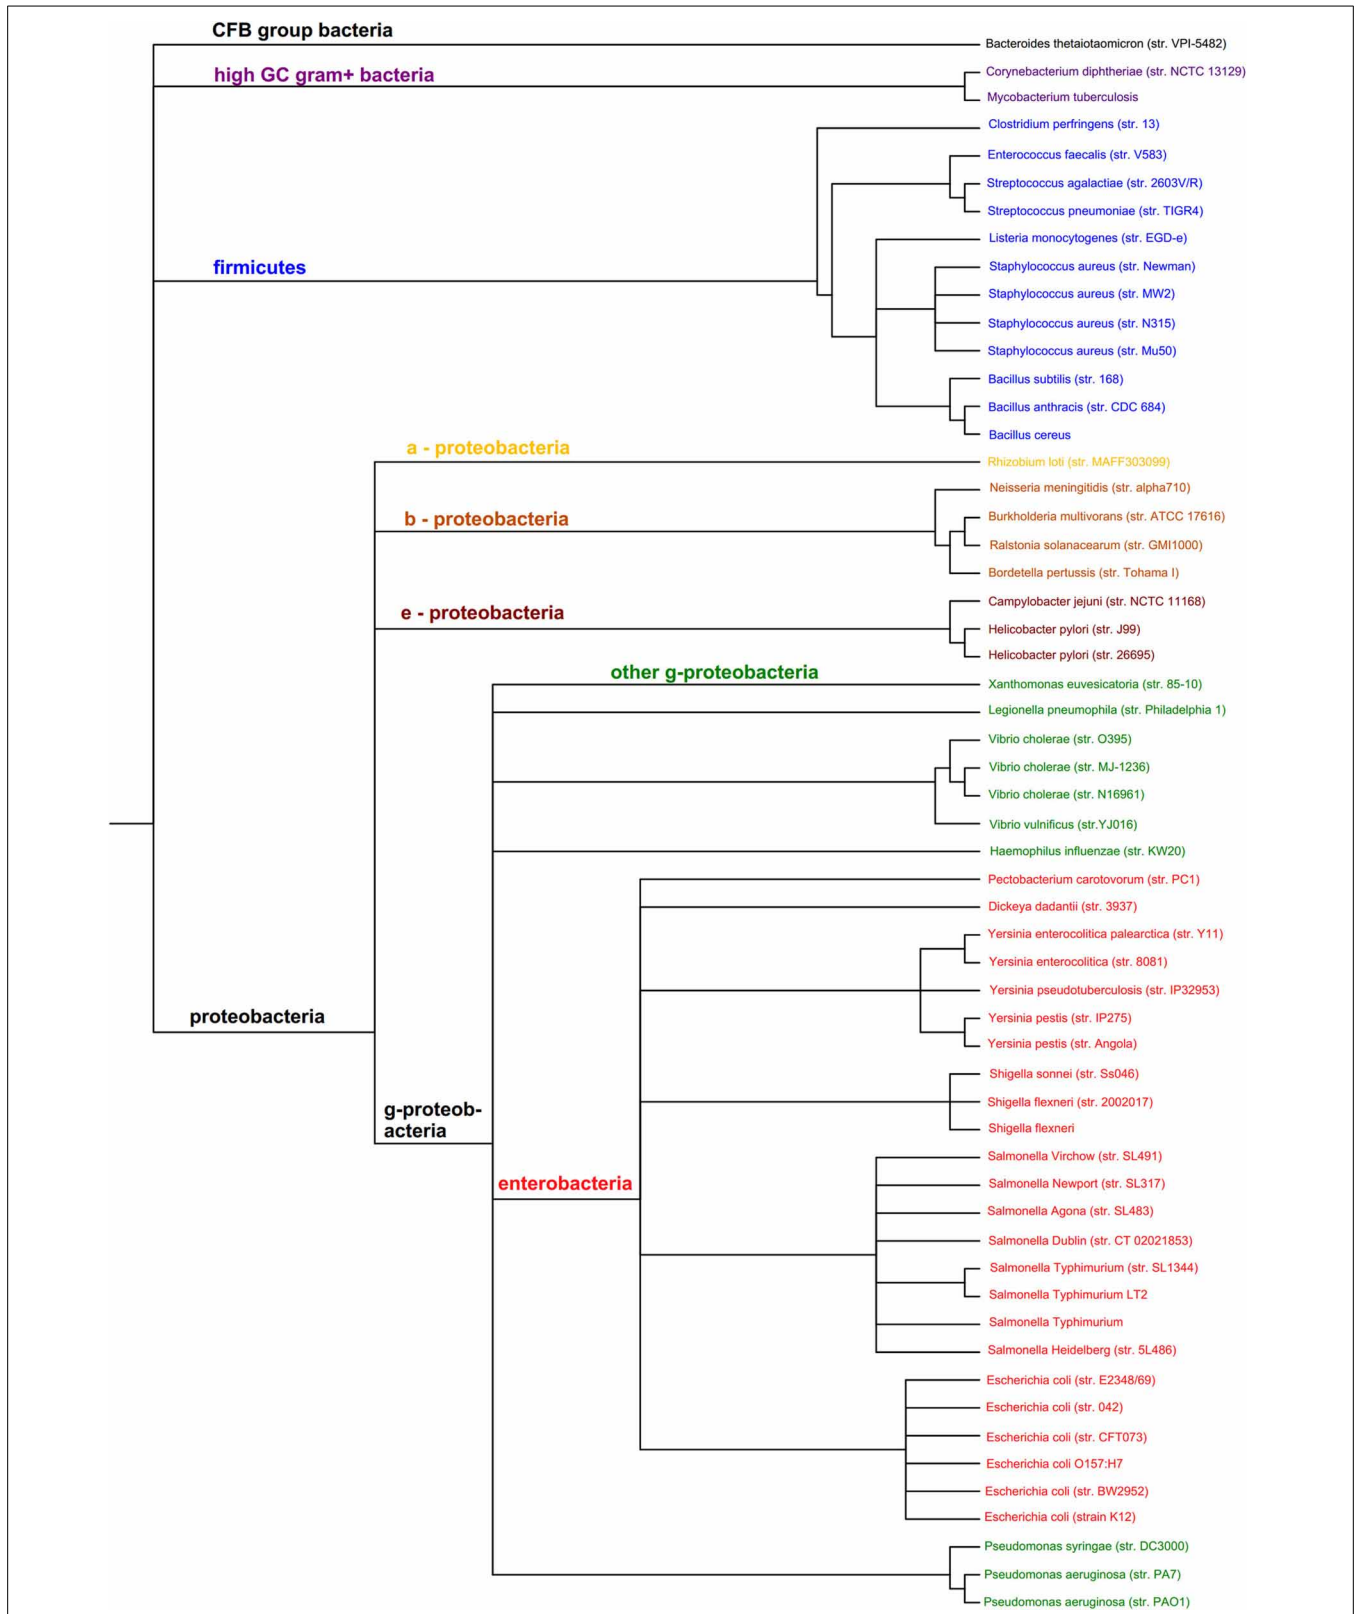 CFB group bacteria
Bacteroides thetaiotaomicron (str. VPI-5482)
high GC gram+ bacteria
Corynebacterium diphtheriae (str. NCTC 13129)
Mycobacterium tuberculosis
Clostridium perfringens (str. 13)
Enterococcus faecalis (str. V583)
Streptococcus agalactiae (str. 2603V/R)
Streptococcus pneumoniae (str. TIGR4)
Listeria monocytogenes (str. EGD-e)
firmicutes
Staphylococcus aureus (str. Newman)
Staphylococcus aureus (str. MW2)
Staphylococcus aureus (str. N315)
Staphylococcus aureus (str. Mu50)
Bacillus subtilis (str. 168)
Bacillus anthracis (str. CDC 684)
Bacillus cereus
a - proteobacteria
Rhizobium loti (str. MAFF303099)
Neisseria meningitidis (str. alpha710)
b - proteobacteria
Burkholderia multivorans (str. ATCC 17616)
Ralstonia solanacearum (str. GMI1000)
Bordetella pertussis (str. Tohama I)
e - proteobacteria
Campylobacter jejuni (str. NCTC 11168)
Helicobacter pylori (str. J99)
Helicobacter pylori (str. 26695)
other g-proteobacteria
Xanthomonas euvesicatoria (str. 85-10)
Legionella pneumophila (str. Philadelphia 1)
Vibrio cholerae (str. O395)
Vibrio cholerae (str. MJ-1236)
Vibrio cholerae (str. N16961)
Vibrio vulnificus (str.YJ016)
Haemophilus influenzae (str. KW20)
Pectobacterium carotovorum (str. PC1)
Dickeya dadantii (str. 3937)
Yersinia enterocolitica palearctica (str. Y11)
Yersinia enterocolitica (str. 8081)
Yersinia pseudotuberculosis (str. IP32953)
proteobacteria
Yersinia pestis (str. IP275)
Yersinia pestis (str. Angola)
Shigella sonnei (str. Ss046)
Shigella flexneri (str. 2002017)
g-proteob-
acteria
Shigella flexneri
Salmonella Virchow (str. SL491)
enterobacteria
Salmonella Newport (str. SL317)
Salmonella Agona (str. SL483)
Salmonella Dublin (str. CT 02021853)
Salmonella Typhimurium (str. SL1344)
Salmonella Typhimurium LT2
Salmonella Typhimurium
Salmonella Heidelberg (str. 5L486)
Escherichia coli (str. E2348/69)
Escherichia coli (str. 042)
Escherichia coli (str. CFT073)
Escherichia coli O157:H7
Escherichia coli (str. BW2952)
Escherichia coli (strain K12)
Pseudomonas syringae (str. DC3000)
Pseudomonas aeruginosa (str. PA7)
Pseudomonas aeruginosa (str. PAO1)